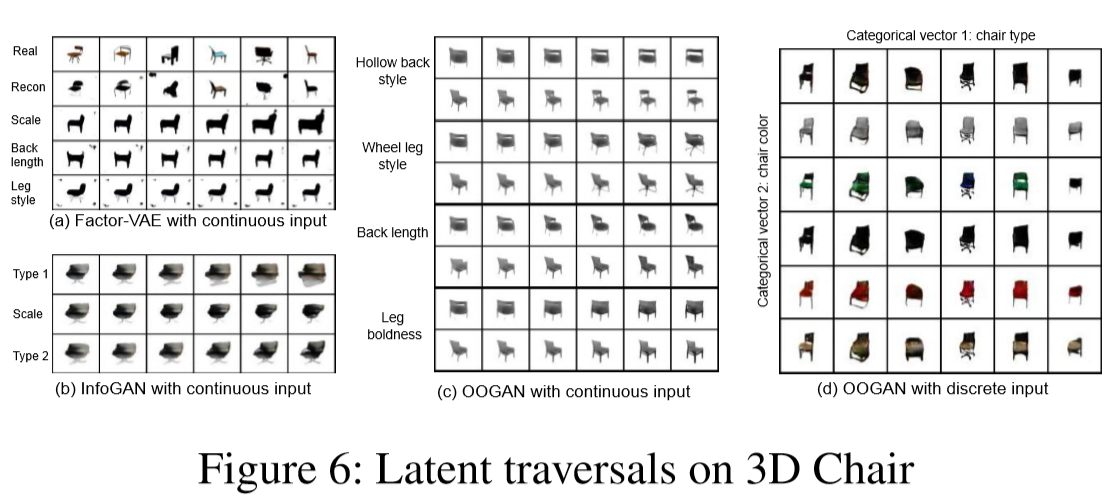 Real
Recon
Scale
Back
length
Leg
style
(a) Factor-VAE with continuous input
Type 1
Scale
Type 2
(b) InfoGAN with continuous input
Hollow back
style
Wheel leg
style
Back length
Leg
boldness
(c) OOGAN with continuous input
Categorical vector 1: chair type
Categorical vector 2: chair color
(d) OOGAN with discrete input
Figure 6: Latent traversals on 3D Chair